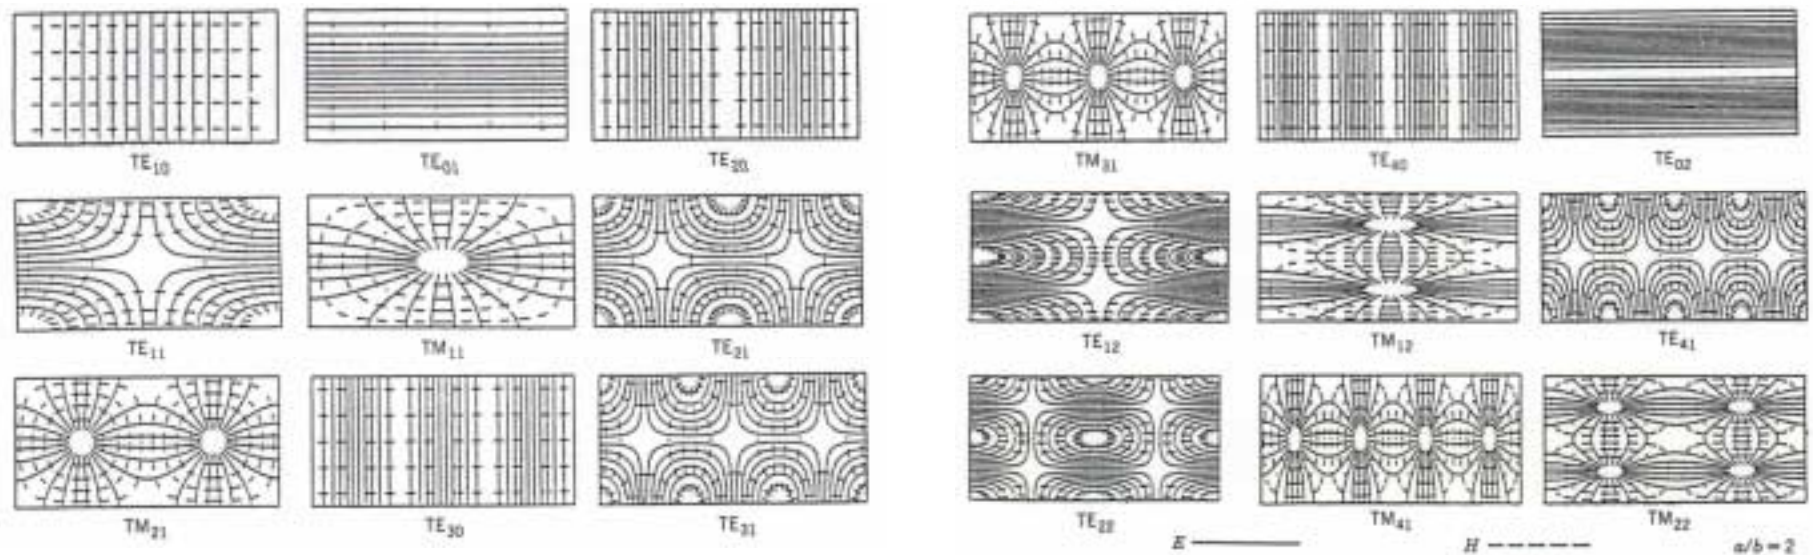 TE10 TE01 TE20
TE11 TM11 TE21
TM21 TE30 TE31
TM31 TE40 TE02
TE12 TM12 TE41
TE22 TM41 TM22
E H a/b = 2